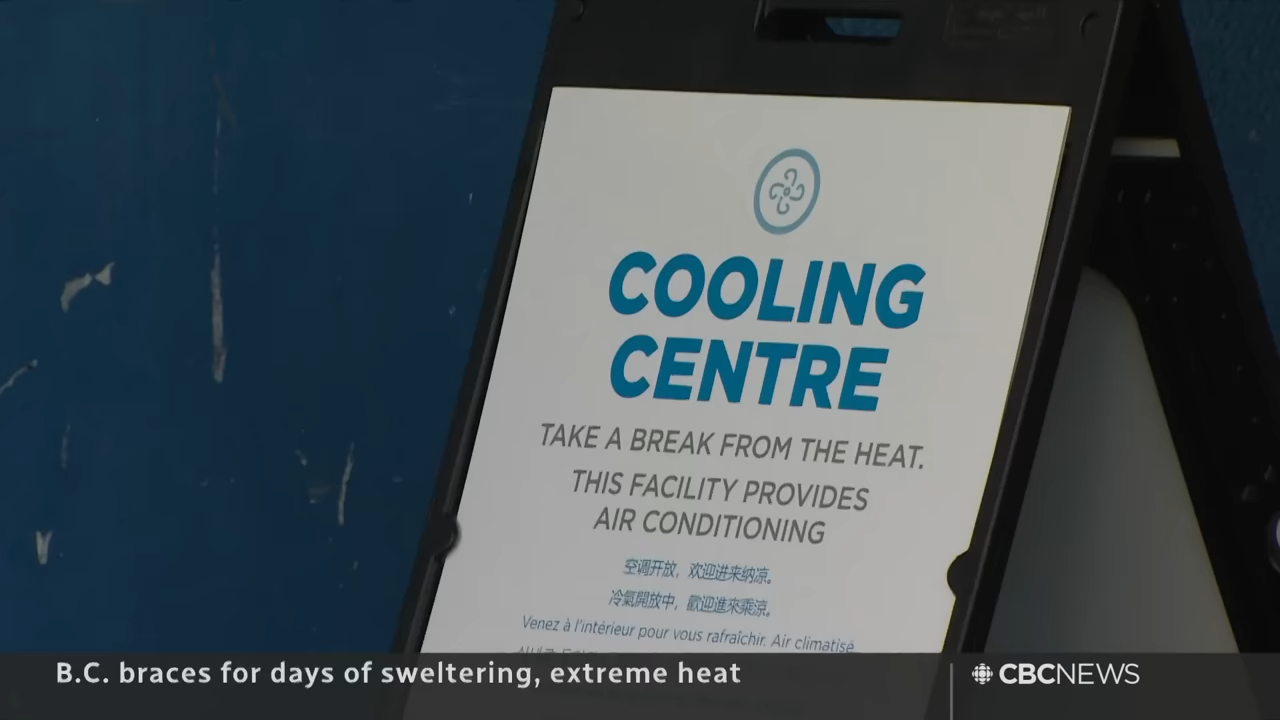 COOLING
CENTRE
TAKE A BREAK FROM THE HEAT.
THIS FACILITY PROVIDES
AIR CONDITIONING
空调开放，欢迎进来纳凉。
冷氣開放中，歡迎進來乘涼。
Venez à l'intérieur pour vous rafraîchir. Air climatisé
B.C. braces for days of sweltering, extreme heat
CBCNEWS